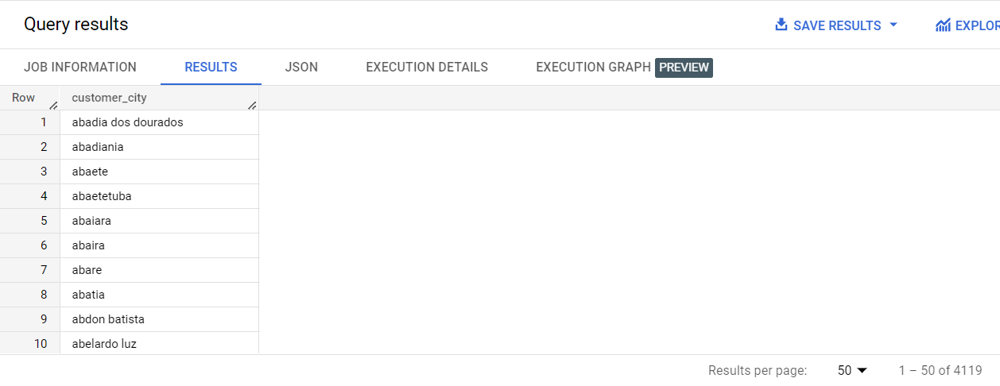 Query results
SAVE RESULTS
EXPLOR
JOB INFORMATION RESULTS JSON EXECUTION DETAILS EXECUTION GRAPH PREVIEW
Row customer_city
1 abadia dos dourados
2 abadiania
3 abaete
4 abaetetuba
5 abaiara
6 abaira
7 abare
8 abatia
9 abdon batista
10 abelardo luz
Results per page: 50 1 – 50 of 4119